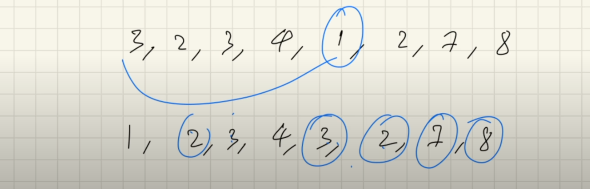 3, 2, 3, 4, 1, 2, 7, 8
1, 2, 3, 4, 3, 2, 7, 8